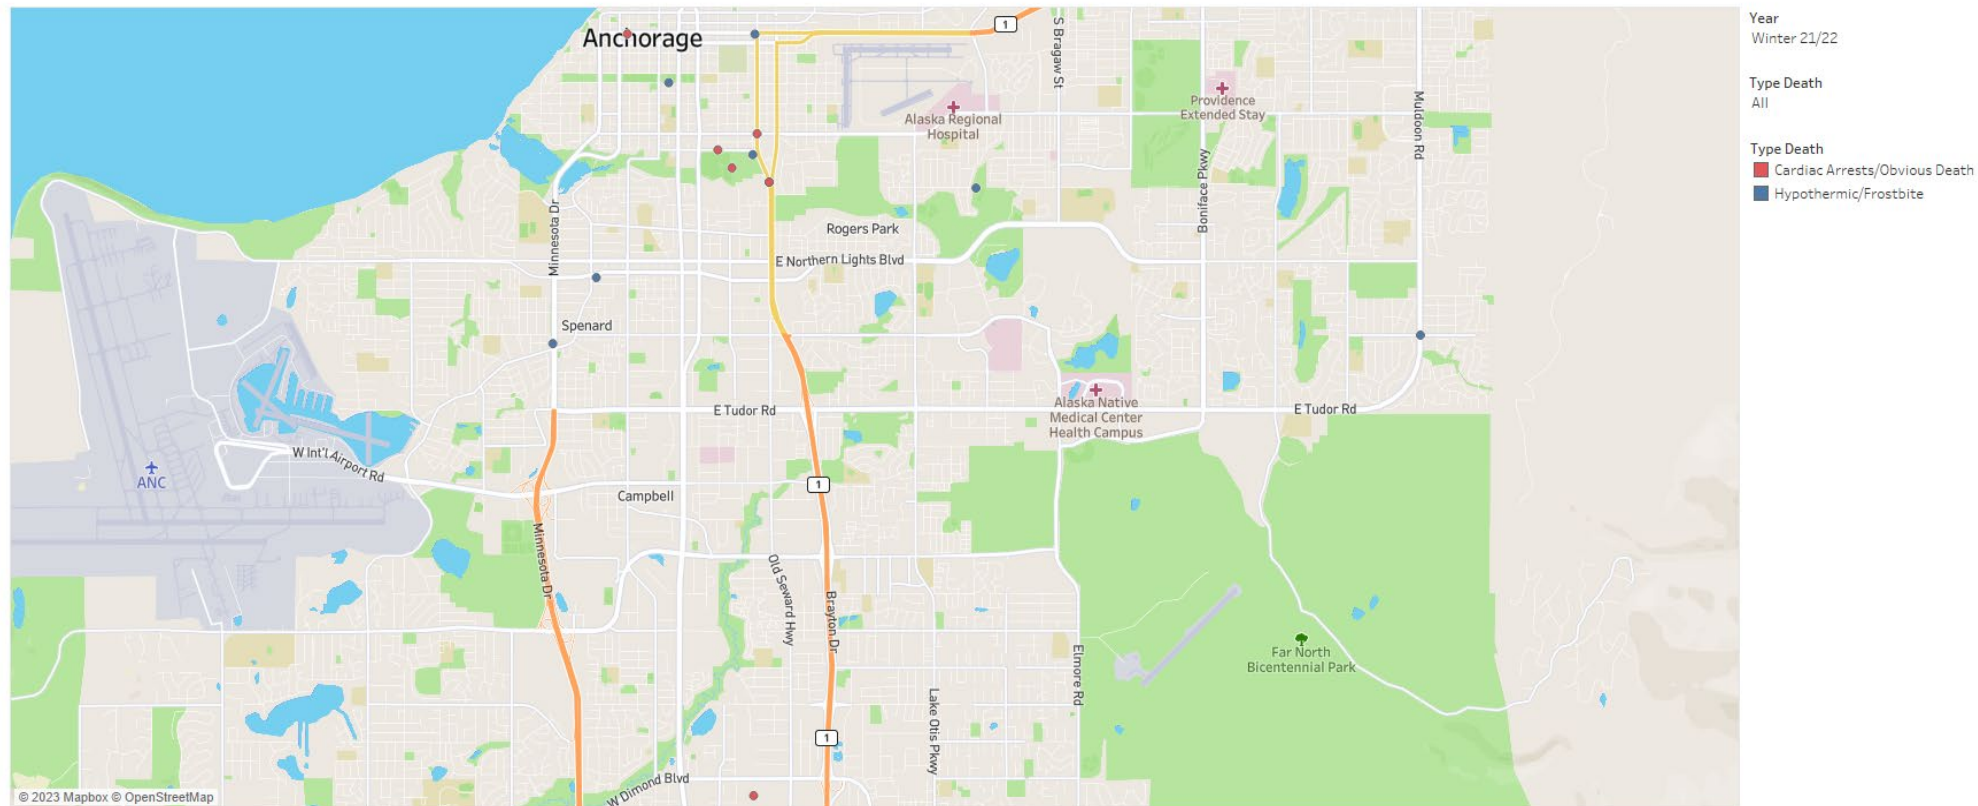 Anchorage
1
S Bragaw St
Alaska Regional
Hospital
Providence
Extended Stay
Muldoon Rd
Boniface Pkwy
Minnesota Dr
Rogers Park
E Northern Lights Blvd
Spenard
E Tudor Rd
Alaska Native
Medical Center
Health Campus
E Tudor Rd
W Int'l Airport Rd
ANC
Campbell
1
Minnesota Dr
Old Seward Hwy
Brayton Dr
Elmore Rd
Far North
Bicentennial Park
Lake Otis Pkwy
1
W Dimond Blvd
© 2023 Mapbox © OpenStreetMap
Year
Winter 21/22
Type Death
All
Type Death
Cardiac Arrests/Obvious Death
Hypothermic/Frostbite